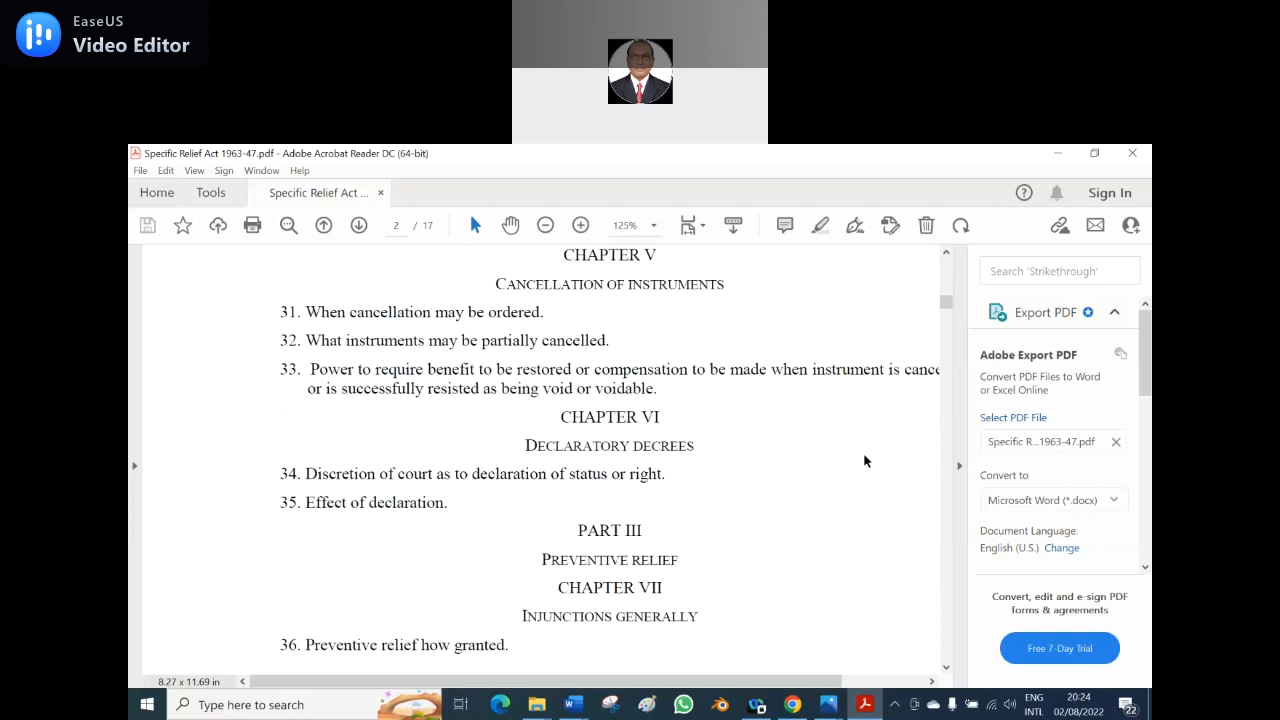 EaseUS
Video Editor
Specific Relief Act 1963-47.pdf - Adobe Acrobat Reader DC (64-bit)
File Edit View Sign Window Help
Home Tools Specific Relief Act ... × Sign In
2 / 17 125%
CHAPTER V
CANCELLATION OF INSTRUMENTS
31. When cancellation may be ordered.
32. What instruments may be partially cancelled.
33. Power to require benefit to be restored or compensation to be made when instrument is cance
or is successfully resisted as being void or voidable.
CHAPTER VI
DECLARATORY DECREES
34. Discretion of court as to declaration of status or right.
35. Effect of declaration.
PART III
PREVENTIVE RELIEF
CHAPTER VII
INJUNCTIONS GENERALLY
36. Preventive relief how granted.
8.27 x 11.69 in
Search 'Strikethrough'
Export PDF
Adobe Export PDF
Convert PDF Files to Word
or Excel Online
Select PDF File
Specific R...1963-47.pdf
Convert to
Microsoft Word (*.docx)
Document Language:
English (U.S.) Change
Convert, edit and e-sign PDF
forms & agreements
Free 7-Day Trial
Type here to search
ENG
INTL
20:24
02/08/2022
22